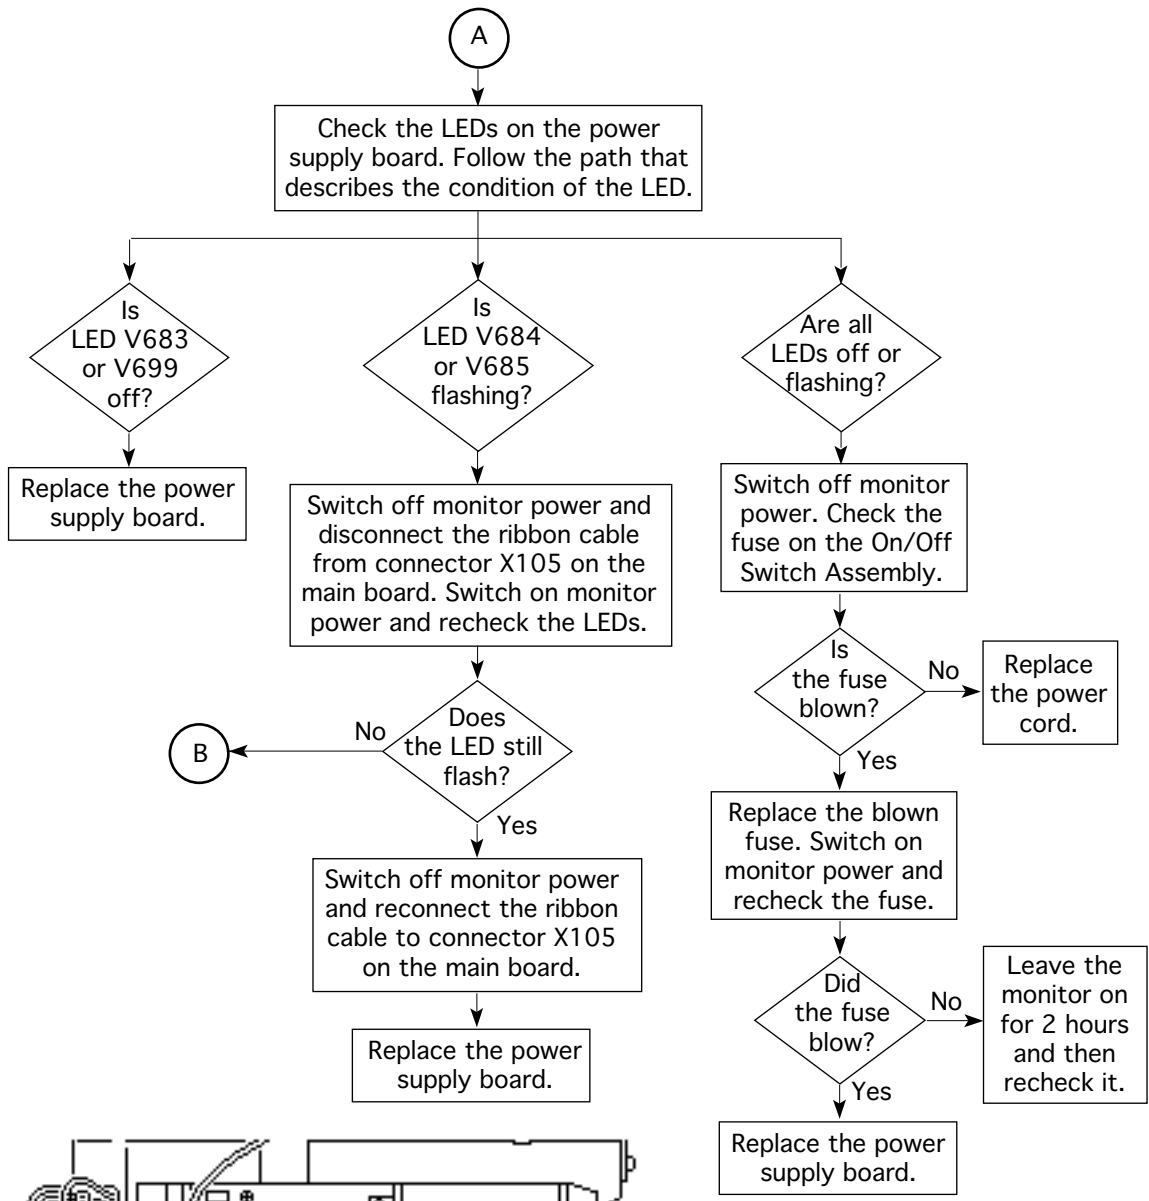 A
Check the LEDs on the power
supply board. Follow the path that
describes the condition of the LED.
Is
LED V683
or V699
off?
Replace the power
supply board.
Is
LED V684
or V685
flashing?
Switch off monitor power and
disconnect the ribbon cable
from connector X105 on the
main board. Switch on monitor
power and recheck the LEDs.
Does
the LED still
flash?
No
B
Yes
Switch off monitor power
and reconnect the ribbon
cable to connector X105
on the main board.
Replace the power
supply board.
Are all
LEDs off or
flashing?
Switch off monitor
power. Check the
fuse on the On/Off
Switch Assembly.
Is
the fuse
blown?
No
Replace
the power
cord.
Yes
Replace the blown
fuse. Switch on
monitor power and
recheck the fuse.
Did
the fuse
blow?
No
Leave the
monitor on
for 2 hours
and then
recheck it.
Yes
Replace the power
supply board.